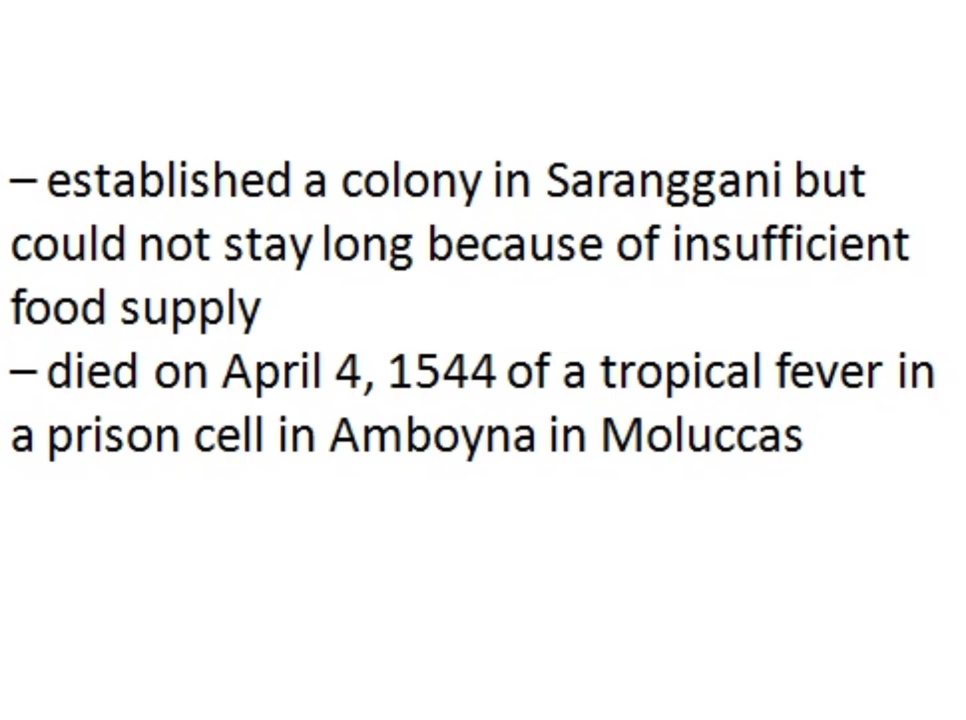 – established a colony in Saranggani but
could not stay long because of insufficient
food supply
– died on April 4, 1544 of a tropical fever in
a prison cell in Amboyna in Moluccas